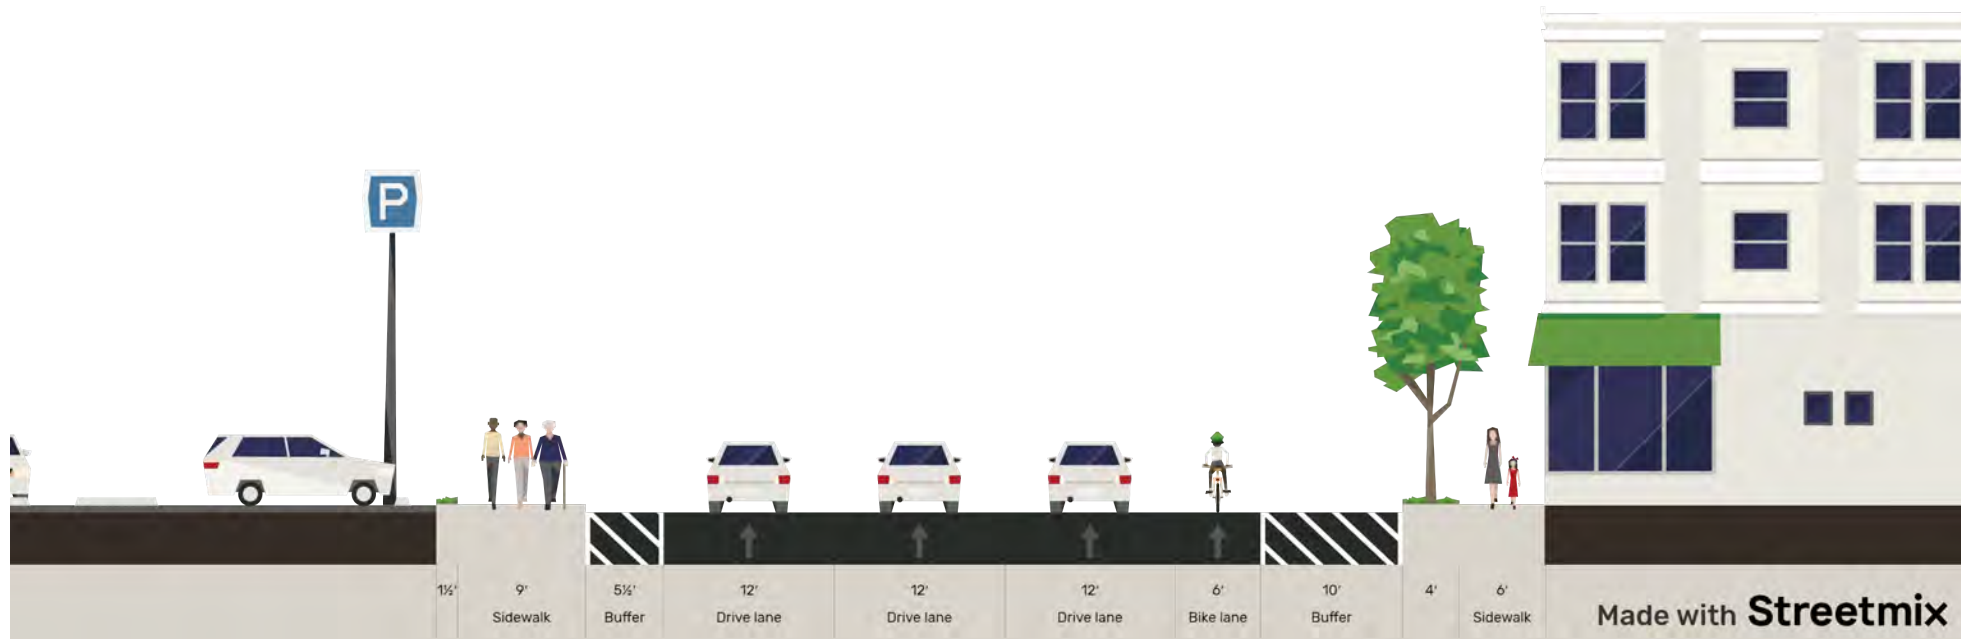 P
1½' 9' 5½' 12' 12' 12' 6' 10' 4' 6'
Sidewalk Buffer Drive lane Drive lane Drive lane Bike lane Buffer Sidewalk
Made with Streetmix